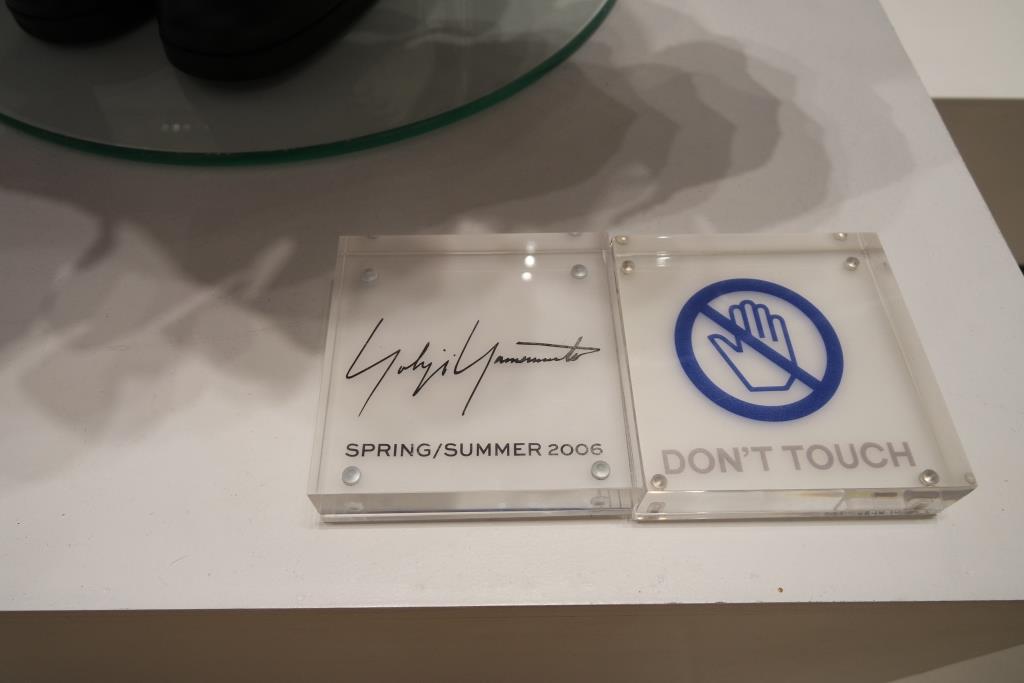 Yohji Yamamoto
SPRING/SUMMER 2006
DON'T TOUCH